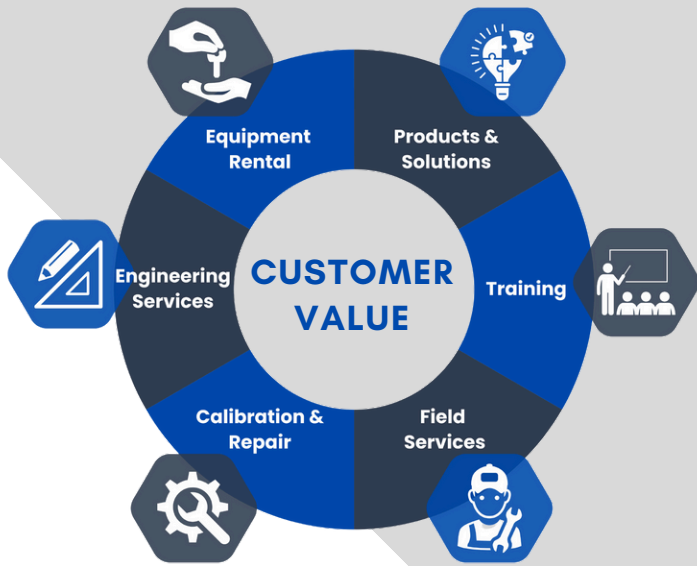 Equipment
Rental
Products &
Solutions
Engineering
Services
CUSTOMER
VALUE
Training
Calibration &
Repair
Field
Services